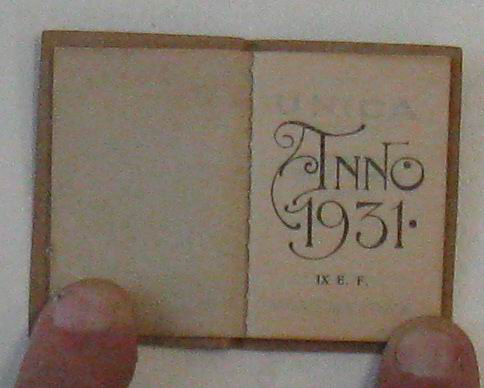 UNICA
ANNO
1931·
IX E. F.